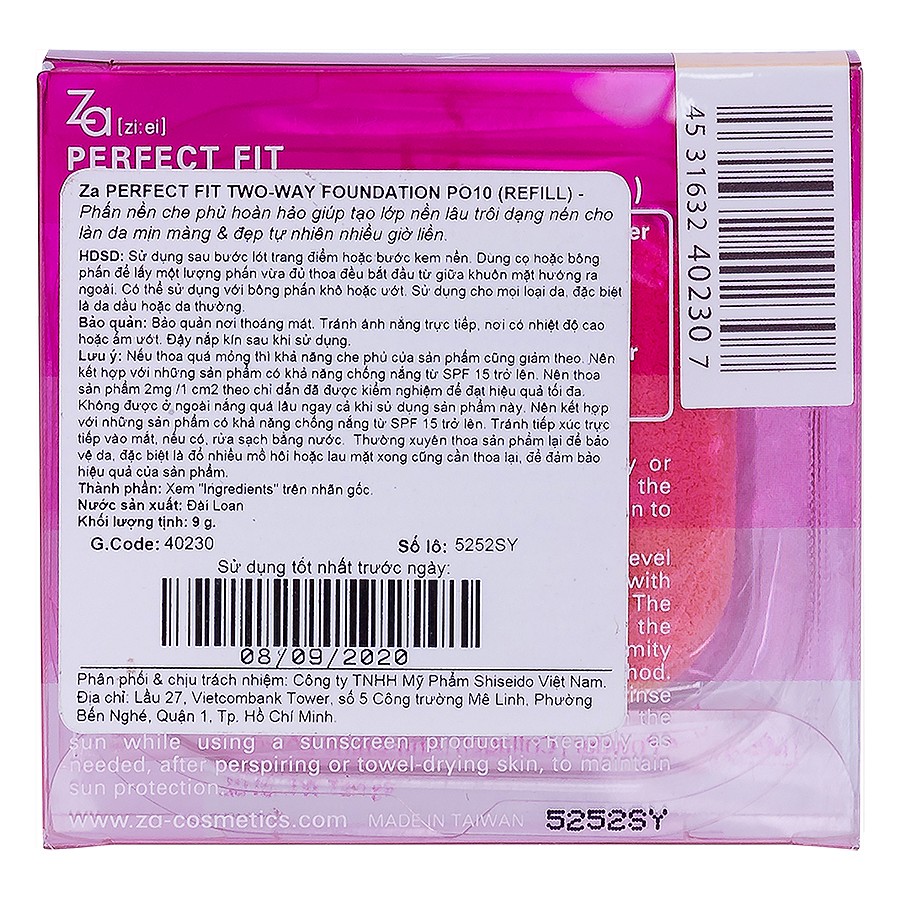 Za [zi:ei]
PERFECT FIT
Za PERFECT FIT TWO-WAY FOUNDATION PO10 (REFILL) -
Phấn nền che phủ hoàn hảo giúp tạo lớp nền lâu trôi dạng nén cho
làn da mịn màng & đẹp tự nhiên nhiều giờ liền.
HDSD: Sử dụng sau bước lót trang điểm hoặc bước kem nền. Dùng cọ hoặc bông
phấn để lấy một lượng phấn vừa đủ thoa đều bắt đầu từ giữa khuôn mặt hướng ra
ngoài. Có thể sử dụng với bông phấn khô hoặc ướt. Sử dụng cho mọi loại da, đặc biệt
là da dầu hoặc da thường.
Bảo quản: Bảo quản nơi thoáng mát. Tránh ánh nắng trực tiếp, nơi có nhiệt độ cao
hoặc ẩm ướt. Đậy nắp kín sau khi sử dụng.
Lưu ý: Nếu thoa quá mỏng thì khả năng che phủ của sản phẩm cũng giảm theo. Nên
kết hợp với những sản phẩm có khả năng chống nắng từ SPF 15 trở lên. Nên thoa
sản phẩm 2mg /1 cm2 theo chỉ dẫn đã được kiểm nghiệm để đạt hiệu quả tối đa.
Không được ở ngoài nắng quá lâu ngay cả khi sử dụng sản phẩm này. Nên kết hợp
với những sản phẩm có khả năng chống nắng từ SPF 15 trở lên. Tránh tiếp xúc trực
tiếp vào mắt, nếu có, rửa sạch bằng nước. Thường xuyên thoa sản phẩm lại để bảo
vệ da, đặc biệt là đổ nhiều mồ hôi hoặc lau mặt xong cũng cần thoa lại, để đảm bảo
hiệu quả của sản phẩm.
Thành phần: Xem "Ingredients" trên nhãn gốc.
Nước sản xuất: Đài Loan
Khối lượng tịnh: 9 g.
G.Code: 40230 Số lô: 5252SY
Sử dụng tốt nhất trước ngày:
08/09/2020
Phân phối & chịu trách nhiệm: Công ty TNHH Mỹ Phẩm Shiseido Việt Nam.
Địa chỉ: Lầu 27, Vietcombank Tower, số 5 Công trường Mê Linh, Phường
Bến Nghé, Quận 1, Tp. Hồ Chí Minh.
45 31632 40230 7
y or
the
n to
evel
with
The
the
mity
nod.
inse
the
sun while using a sunscreen product. Reapply as
needed, after perspiring or towel-drying skin, to maintain
sun protection.
www.za-cosmetics.com MADE IN TAIWAN 5252SY